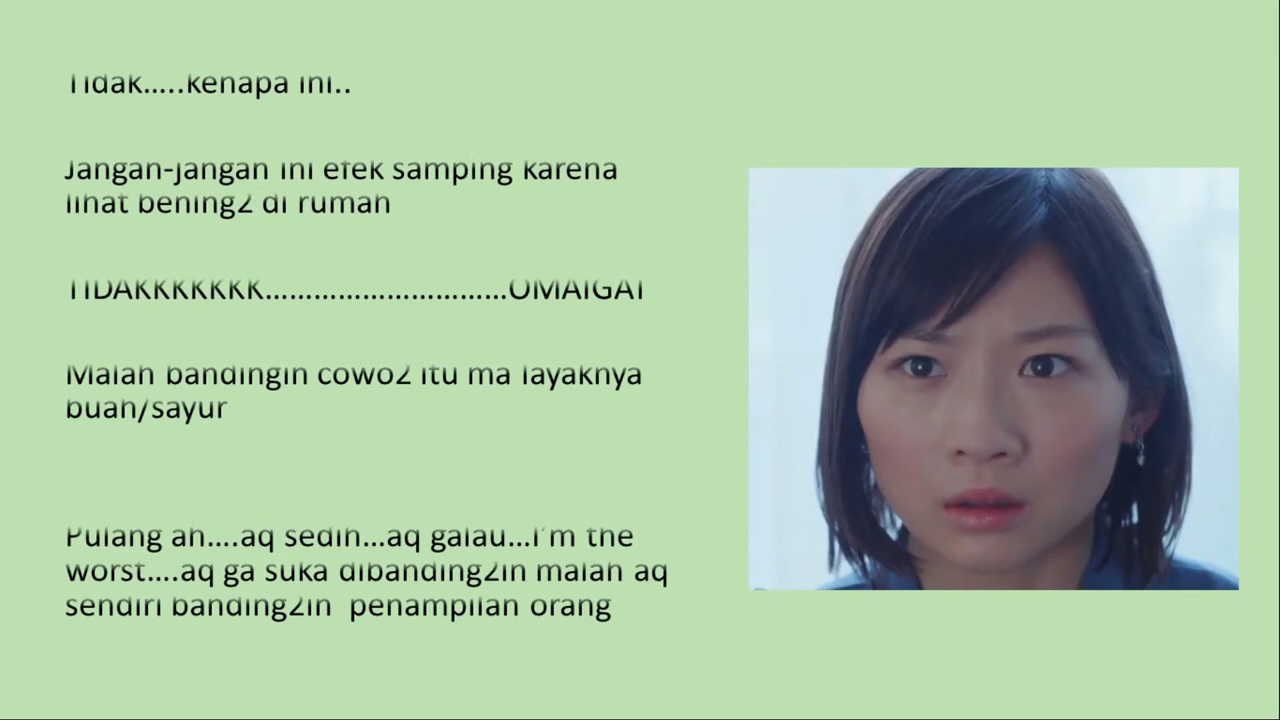 Tidak.....kenapa ini..
Jangan-jangan ini efek samping karena
lihat bening2 di rumah
TIDAKKKKKKK...........................OMAIGAT
Malah bandingin cowo2 itu ma layaknya
buah/sayur
Pulang ah....aq sedih...aq galau...i'm the
worst....aq ga suka dibanding2in malah aq
sendiri banding2in penampilan orang